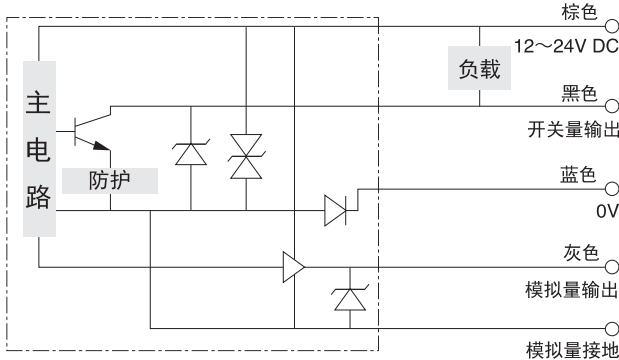 棕色
12～24V DC
负载
黑色
开关量输出
主电路
防护
蓝色
0V
灰色
模拟量输出
模拟量接地